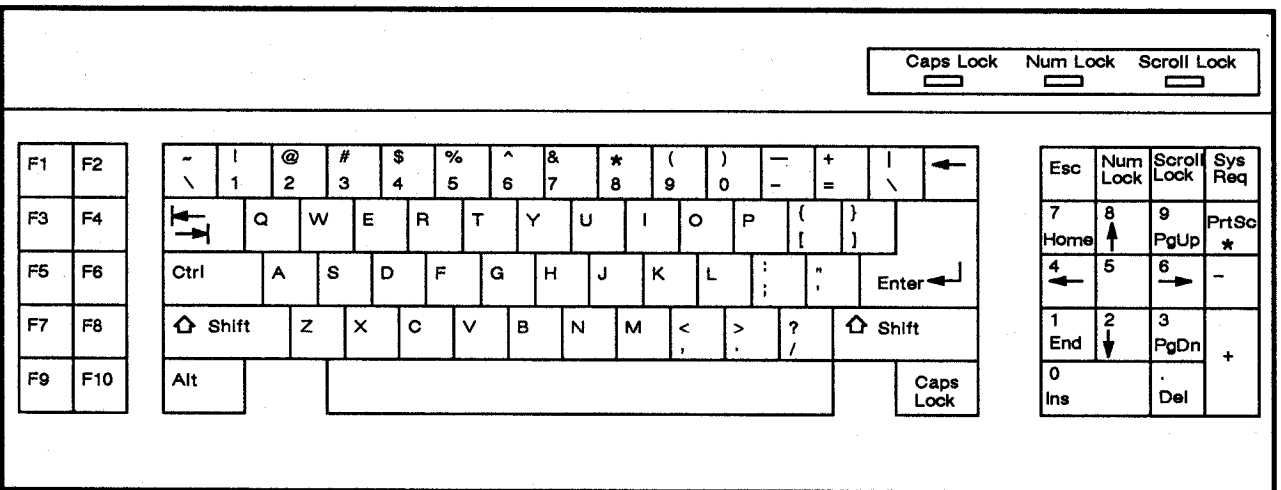 Caps Lock Num Lock Scroll Lock
F1 F2 ~ | @ # $ % ^ & * ( ) — + | ← Esc Num Scroll Sys
\ 1 2 3 4 5 6 7 8 9 0 - = \ Lock Lock Req
F3 F4 Q W E R T Y U I O P { } 7 8 9 PrtSc
[ ] Home ↑ PgUp *
F5 F6 Ctrl A S D F G H J K L : " Enter 4 5 6 -
; ' ← →
F7 F8 Shift Z X C V B N M < > ? Shift 1 2 3 +
, . / End ↓ PgDn
F9 F10 Alt Caps 0 .
Lock Ins Del